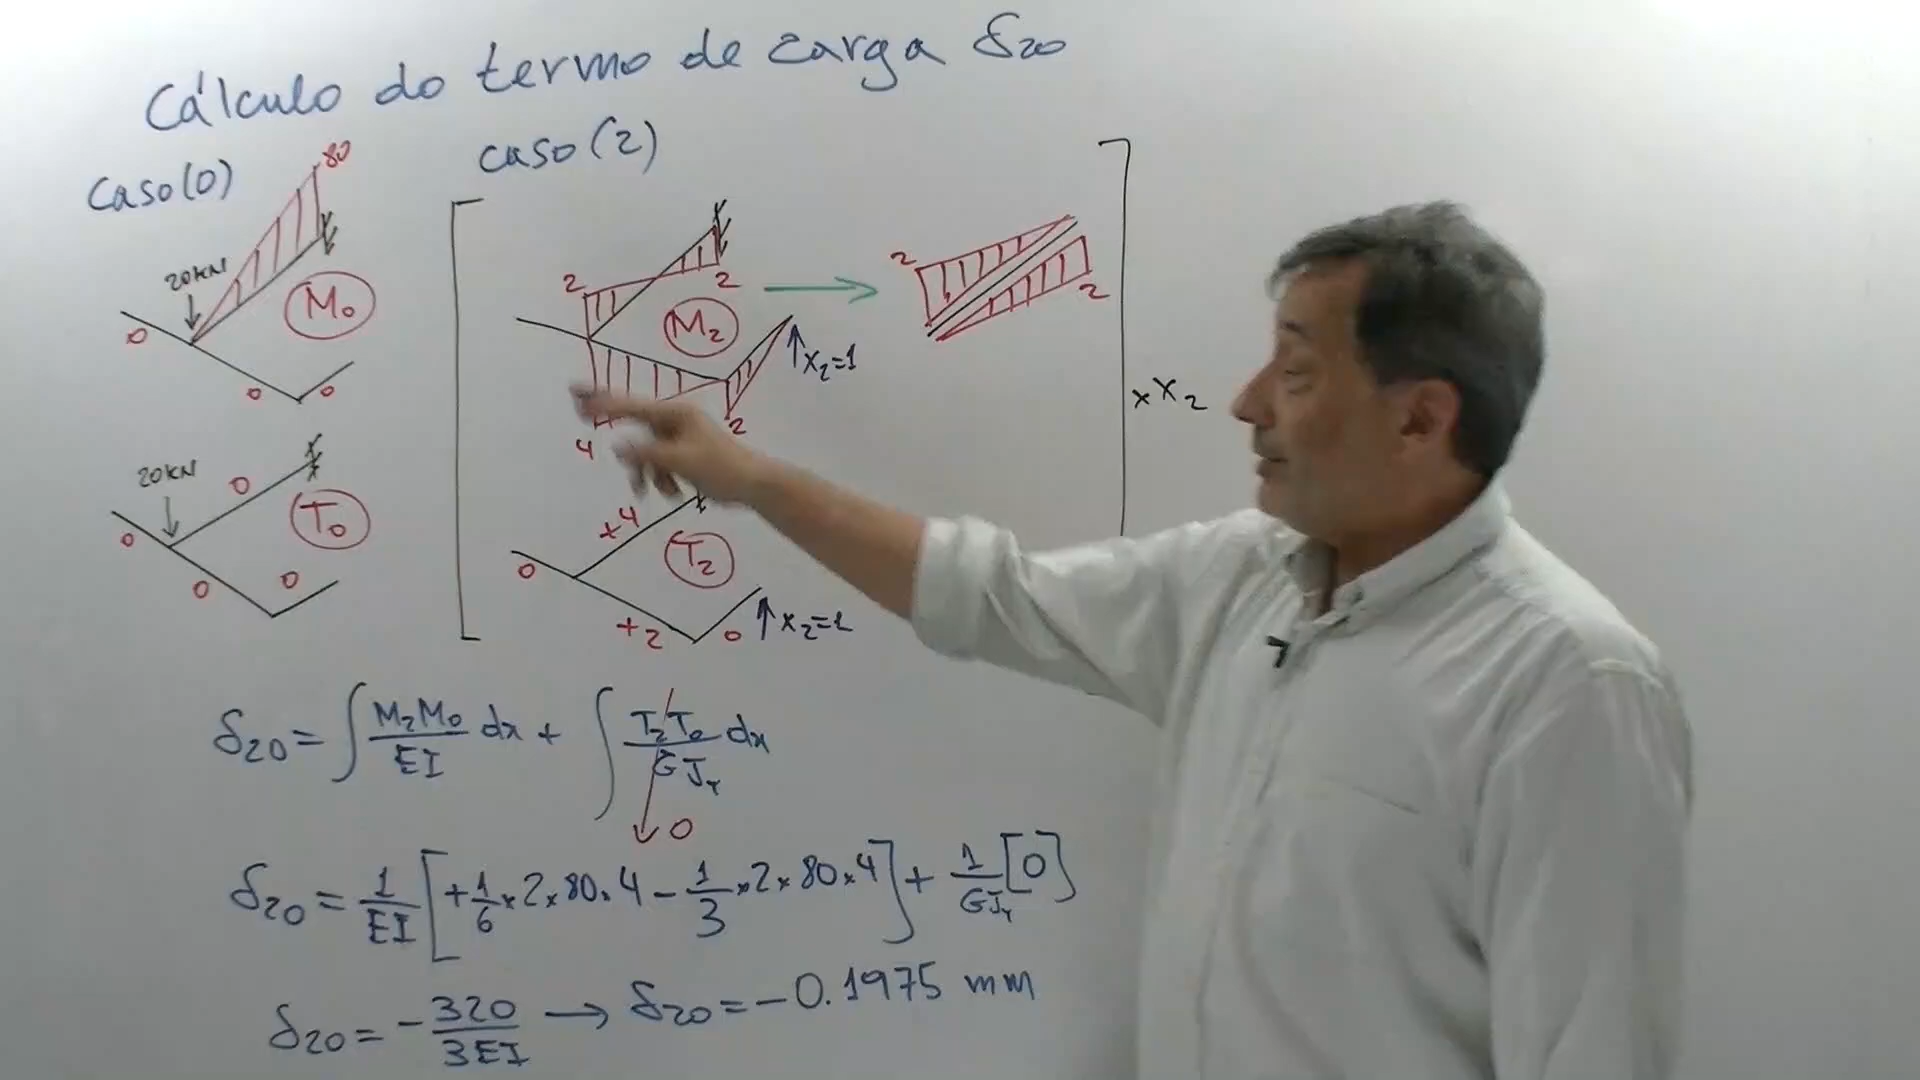 Cálculo do termo de carga δ₂₀
caso(0)
caso(2)
80
20KN
0
M₀
0
0
2
2
M₂
x₂=1
4
2
2
2
× X₂
20KN
0
T₀
0
0
0
+4
T₂
0
+2
0
x₂=1
δ₂₀ = ∫ M₂M₀/EI dx + ∫ T₂T₀/GJₜ dx
0
δ₂₀ = 1/EI [+1/6 × 2 × 80 × 4 - 1/3 × 2 × 80 × 4] + 1/GJₜ [0]
δ₂₀ = -320/3EI → δ₂₀ = -0.1975 mm